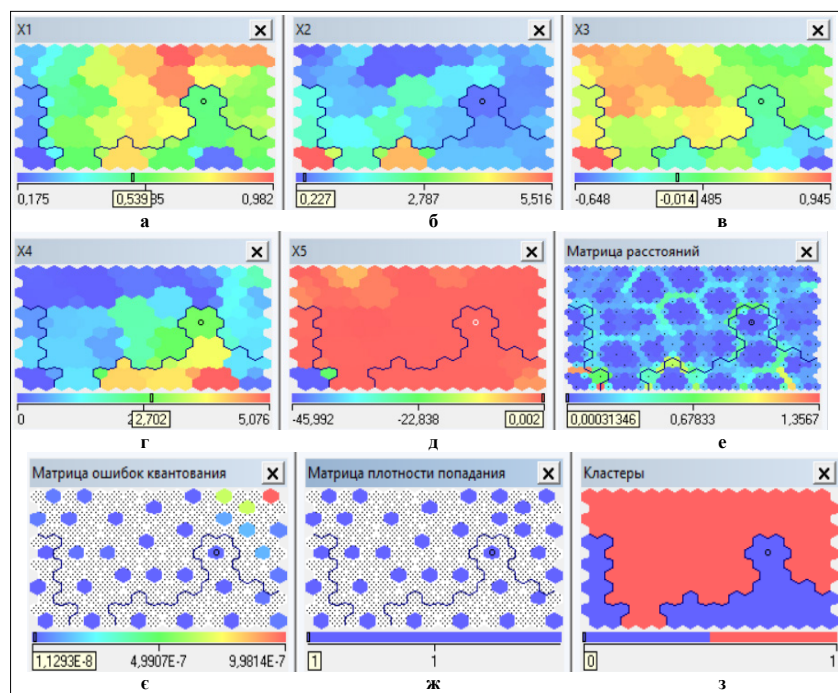 X1
X2
X3
0,175 0,539 35 0,982
0,227 2,787 5,516
-0,648 -0,014 485 0,945
а б в
X4
X5
Матрица расстояний
0 2 2,702 5,076
-45,992 -22,838 0,002
0,00031346 0,67833 1,3567
г д е
Матрица ошибок квантования
Матрица плотности попадания
Кластеры
1,1293E-8 4,9907E-7 9,9814E-7
1 1
0 1
є ж з